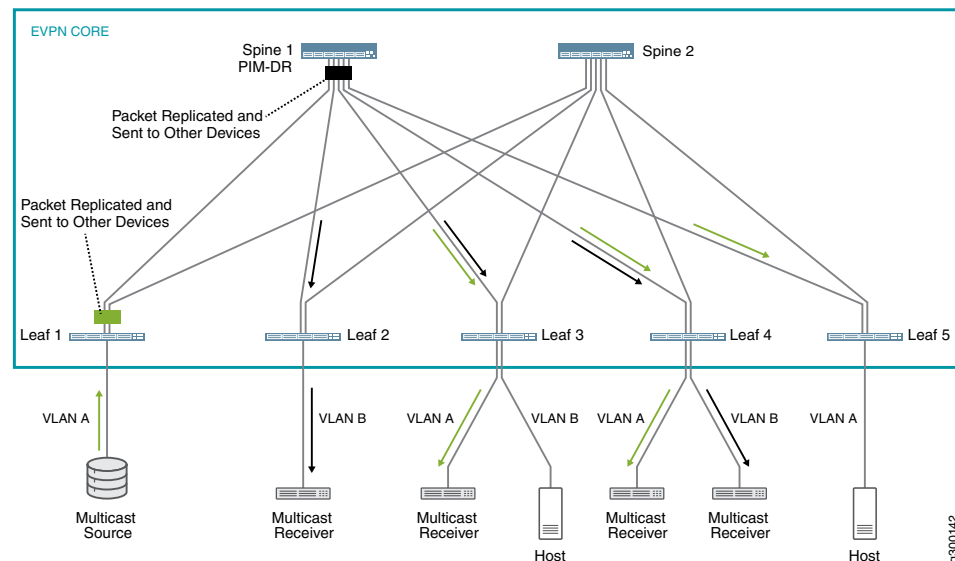 EVPN CORE
Spine 1
PIM-DR
Spine 2
Packet Replicated and
Sent to Other Devices
Packet Replicated and
Sent to Other Devices
Leaf 1
Leaf 2
Leaf 3
Leaf 4
Leaf 5
VLAN A
VLAN B
VLAN A
VLAN B
VLAN A
VLAN B
VLAN A
Multicast
Source
Multicast
Receiver
Multicast
Receiver
Host
Multicast
Receiver
Multicast
Receiver
Host
g300142